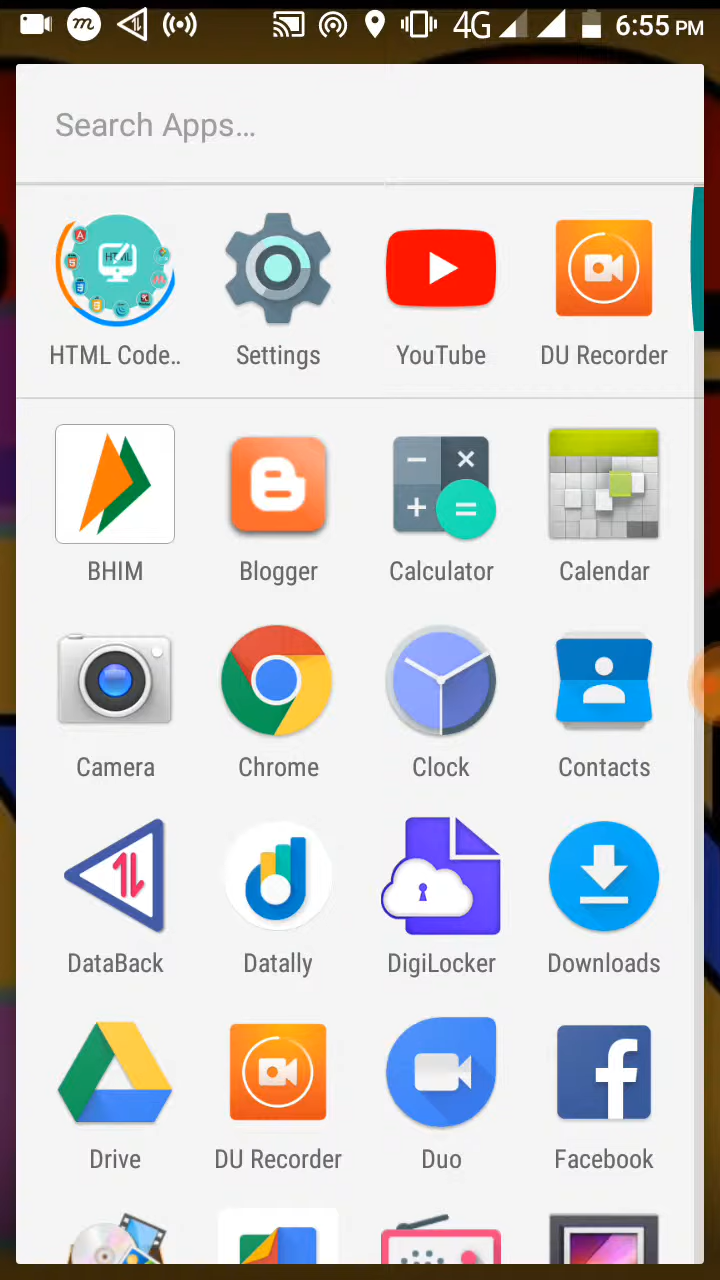 4G 6:55 PM
Search Apps...
HTML
HTML Code.. Settings YouTube DU Recorder
BHIM Blogger Calculator Calendar
Camera Chrome Clock Contacts
DataBack Datally DigiLocker Downloads
Drive DU Recorder Duo Facebook